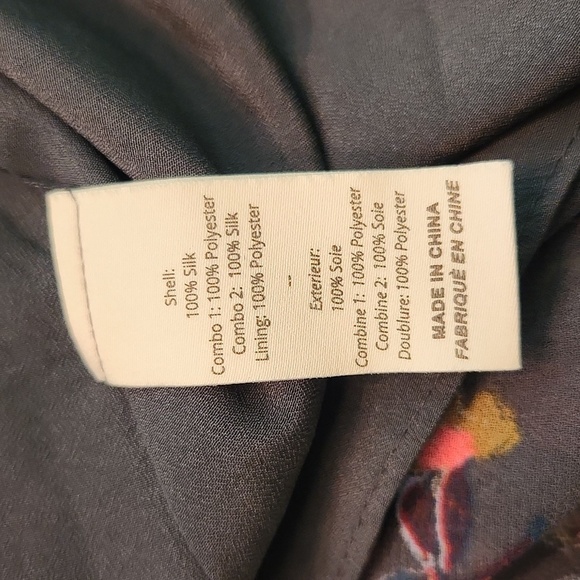 Shell:
100% Silk
Combo 1: 100% Polyester
Combo 2: 100% Silk
Lining: 100% Polyester
--
Exterieur:
100% Soie
Combine 1: 100% Polyester
Combine 2: 100% Soie
Doublure: 100% Polyester
MADE IN CHINA
FABRIQUÈ EN CHINE